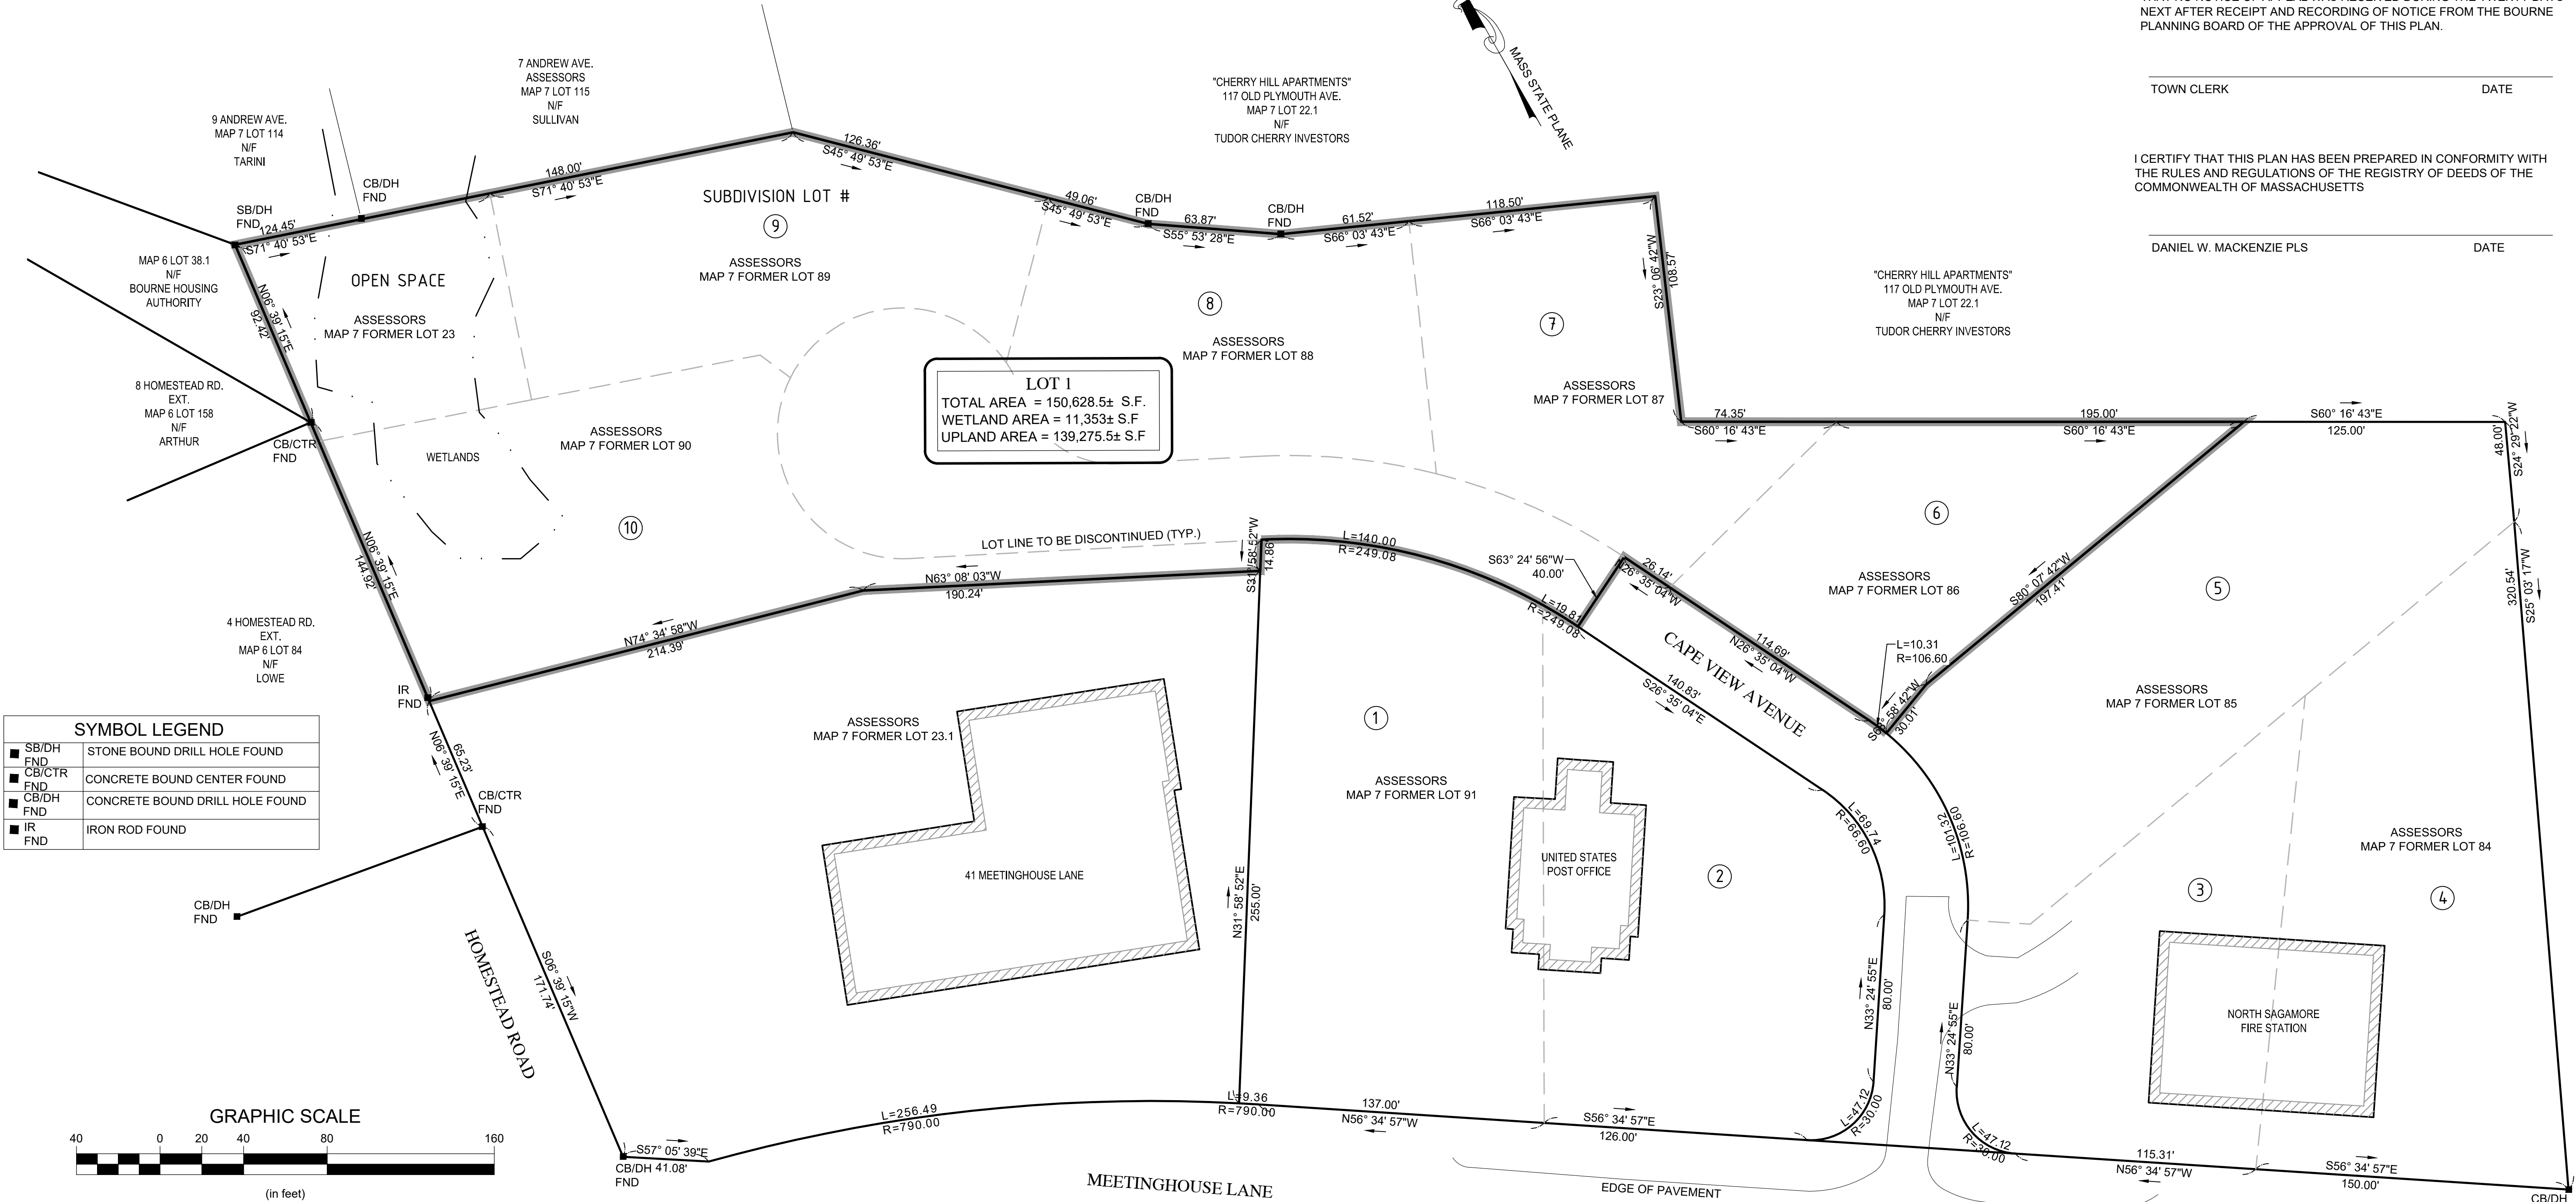 NEXT AFTER RECEIPT AND RECORDING OF NOTICE FROM THE BOURNE
PLANNING BOARD OF THE APPROVAL OF THIS PLAN.
TOWN CLERK DATE
I CERTIFY THAT THIS PLAN HAS BEEN PREPARED IN CONFORMITY WITH
THE RULES AND REGULATIONS OF THE REGISTRY OF DEEDS OF THE
COMMONWEALTH OF MASSACHUSETTS
DANIEL W. MACKENZIE PLS DATE
MASS STATE PLANE
7 ANDREW AVE.
ASSESSORS
MAP 7 LOT 115
N/F
SULLIVAN
9 ANDREW AVE.
MAP 7 LOT 114
N/F
TARINI
"CHERRY HILL APARTMENTS"
117 OLD PLYMOUTH AVE.
MAP 7 LOT 22.1
N/F
TUDOR CHERRY INVESTORS
"CHERRY HILL APARTMENTS"
117 OLD PLYMOUTH AVE.
MAP 7 LOT 22.1
N/F
TUDOR CHERRY INVESTORS
SB/DH
FND
124.45'
S71° 40' 53"E
CB/DH
FND
148.00'
S71° 40' 53"E
126.36'
S45° 49' 53"E
49.06'
S45° 49' 53"E
CB/DH
FND
63.87'
S55° 53' 28"E
CB/DH
FND
61.52'
S66° 03' 43"E
118.50'
S66° 03' 43"E
S23° 06' 42"W
108.57'
74.35'
S60° 16' 43"E
195.00'
S60° 16' 43"E
S60° 16' 43"E
125.00'
48.00'
S24° 29' 22"W
320.54'
S25° 03' 17"W
MAP 6 LOT 38.1
N/F
BOURNE HOUSING
AUTHORITY
N06° 39' 15"E
92.42'
8 HOMESTEAD RD.
EXT.
MAP 6 LOT 158
N/F
ARTHUR
CB/CTR
FND
N06° 39' 15"E
144.92'
4 HOMESTEAD RD.
EXT.
MAP 6 LOT 84
N/F
LOWE
IR
FND
OPEN SPACE
ASSESSORS
MAP 7 FORMER LOT 23
WETLANDS
SUBDIVISION LOT #
9
ASSESSORS
MAP 7 FORMER LOT 89
8
ASSESSORS
MAP 7 FORMER LOT 88
7
ASSESSORS
MAP 7 FORMER LOT 87
LOT 1
TOTAL AREA = 150,628.5± S.F.
WETLAND AREA = 11,353± S.F
UPLAND AREA = 139,275.5± S.F
ASSESSORS
MAP 7 FORMER LOT 90
10
LOT LINE TO BE DISCONTINUED (TYP.)
N63° 08' 03"W
190.24'
N74° 34' 58"W
214.39'
S31° 58' 52"W
14.86'
L=140.00
R=249.08
L=19.81
R=249.08
S63° 24' 56"W
40.00'
26.14'
N26° 35' 04"W
114.69'
N26° 35' 04"W
CAPE VIEW AVENUE
140.83'
S26° 35' 04"E
6
ASSESSORS
MAP 7 FORMER LOT 86
S80° 07' 42"W
197.41'
L=10.31
R=106.60
58' 42"W
30.01'
5
ASSESSORS
MAP 7 FORMER LOT 85
SYMBOL LEGEND
SB/DH
FND STONE BOUND DRILL HOLE FOUND
CB/CTR
FND CONCRETE BOUND CENTER FOUND
CB/DH
FND CONCRETE BOUND DRILL HOLE FOUND
IR
FND IRON ROD FOUND
65.23'
N06° 39' 15"E
CB/CTR
FND
CB/DH
FND
HOMESTEAD ROAD
S06° 39' 15"W
171.74'
ASSESSORS
MAP 7 FORMER LOT 23.1
41 MEETINGHOUSE LANE
N31° 58' 52"E
255.00'
1
ASSESSORS
MAP 7 FORMER LOT 91
UNITED STATES
POST OFFICE
2
L=69.74
R=66.60
L=101.32
R=106.60
N33° 24' 55"E
80.00'
N33° 24' 55"E
80.00'
ASSESSORS
MAP 7 FORMER LOT 84
3
4
NORTH SAGAMORE
FIRE STATION
GRAPHIC SCALE
40 0 20 40 80 160
(in feet)
S57° 05' 39"E
41.08'
CB/DH
FND
L=256.49
R=790.00
L=9.36
R=790.00
137.00'
N56° 34' 57"W
S56° 34' 57"E
126.00'
L=47.12
R=30.00
L=47.12
R=30.00
115.31'
N56° 34' 57"W
S56° 34' 57"E
150.00'
CB/DH
MEETINGHOUSE LANE
EDGE OF PAVEMENT